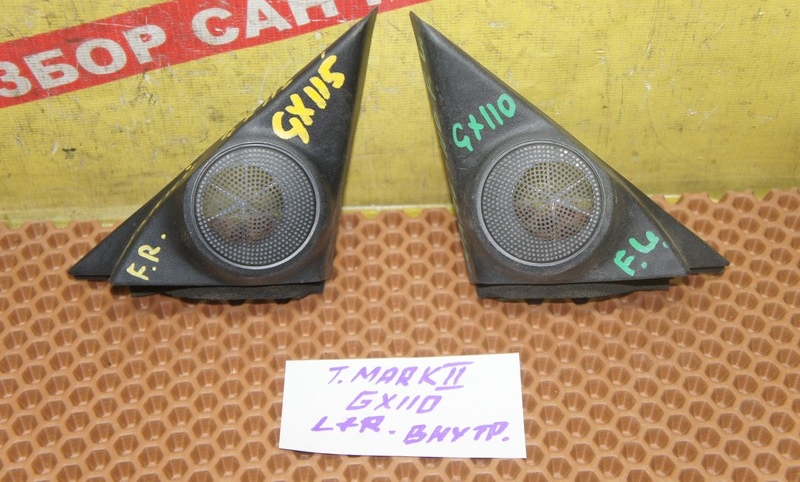 ЗБОР САН
GX115
GX110
F.R.
F.L.
T. MARK II
GX110
L+R. ВНУТР.